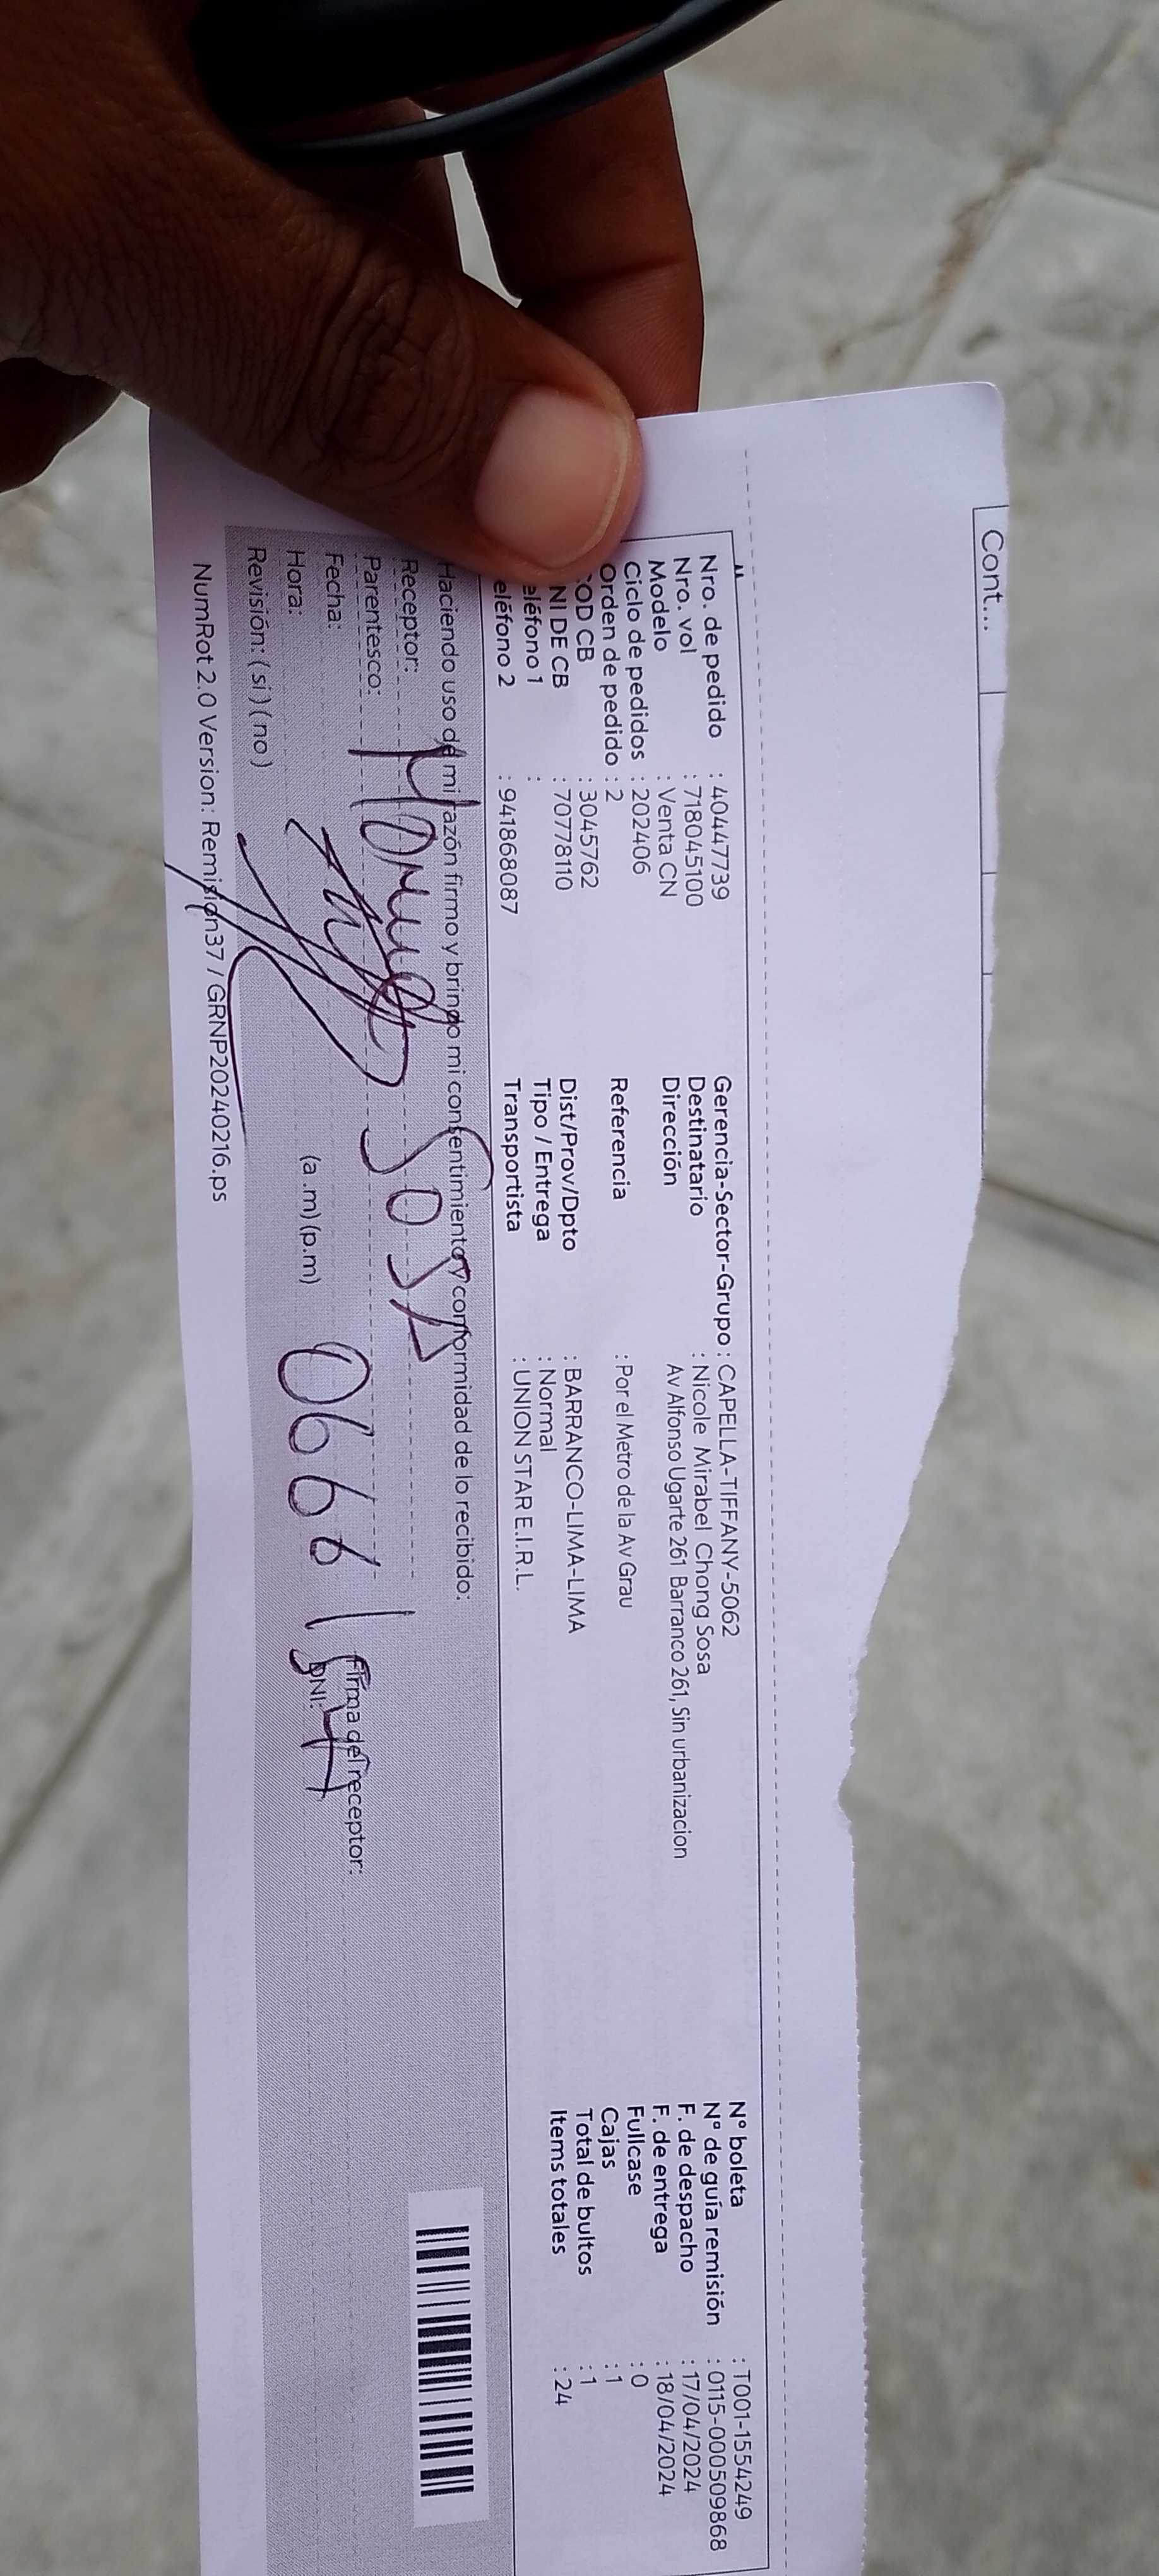 Cont...
Nro. de pedido : 40447739
Nro. vol : 718045100
Modelo : Venta CN
Ciclo de pedidos : 202406
Orden de pedido : 2
COD CB : 3045762
NI DE CB : 70778110
eléfono 1 :
eléfono 2 : 941868087
Gerencia-Sector-Grupo : CAPELLA-TIFFANY-5062
Destinatario : Nicole Mirabel Chong Sosa
Dirección Av Alfonso Ugarte 261 Barranco 261, Sin urbanizacion
Referencia : Por el Metro de la Av Grau
Dist/Prov/Dpto : BARRANCO-LIMA-LIMA
Tipo / Entrega : Normal
Transportista : UNION STAR E.I.R.L.
N° boleta : T001-1554249
N° de guía remisión : 0115-000509868
F. de despacho : 17/04/2024
F. de entrega : 18/04/2024
Fullcase : 0
Cajas : 1
Total de bultos : 1
Items totales : 24
Haciendo uso de mi razón firmo y bringo mi consentimiento y conformidad de lo recibido:
Receptor: SOSA
Parentesco:
Fecha:
Hora: (a.m) (p.m)
Revisión: (si) (no)
Firma del receptor:
DNI:
NumRot 2.0 Version: Remision37 / GRNP20240216.ps